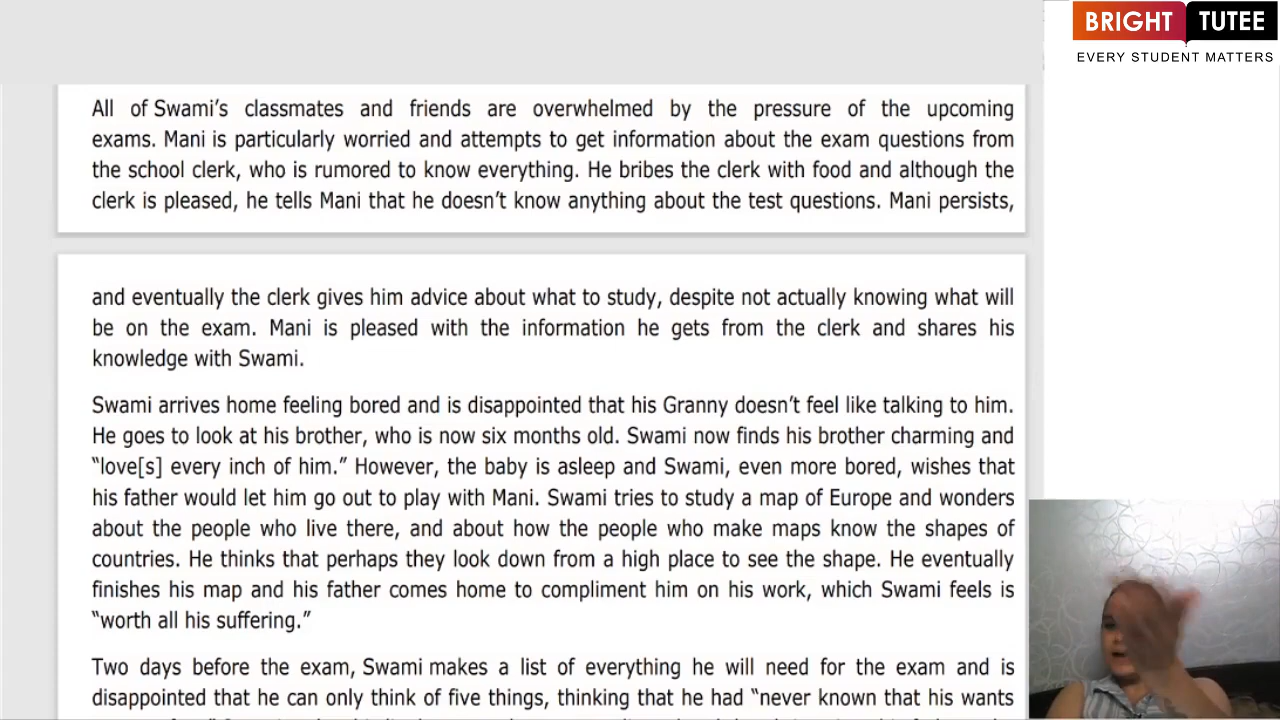 BRIGHT TUTEE
EVERY STUDENT MATTERS
All of Swami’s classmates and friends are overwhelmed by the pressure of the upcoming
exams. Mani is particularly worried and attempts to get information about the exam questions from
the school clerk, who is rumored to know everything. He bribes the clerk with food and although the
clerk is pleased, he tells Mani that he doesn’t know anything about the test questions. Mani persists,
and eventually the clerk gives him advice about what to study, despite not actually knowing what will
be on the exam. Mani is pleased with the information he gets from the clerk and shares his
knowledge with Swami.
Swami arrives home feeling bored and is disappointed that his Granny doesn’t feel like talking to him.
He goes to look at his brother, who is now six months old. Swami now finds his brother charming and
“love[s] every inch of him.” However, the baby is asleep and Swami, even more bored, wishes that
his father would let him go out to play with Mani. Swami tries to study a map of Europe and wonders
about the people who live there, and about how the people who make maps know the shapes of
countries. He thinks that perhaps they look down from a high place to see the shape. He eventually
finishes his map and his father comes home to compliment him on his work, which Swami feels is
“worth all his suffering.”
Two days before the exam, Swami makes a list of everything he will need for the exam and is
disappointed that he can only think of five things, thinking that he had “never known that his wants